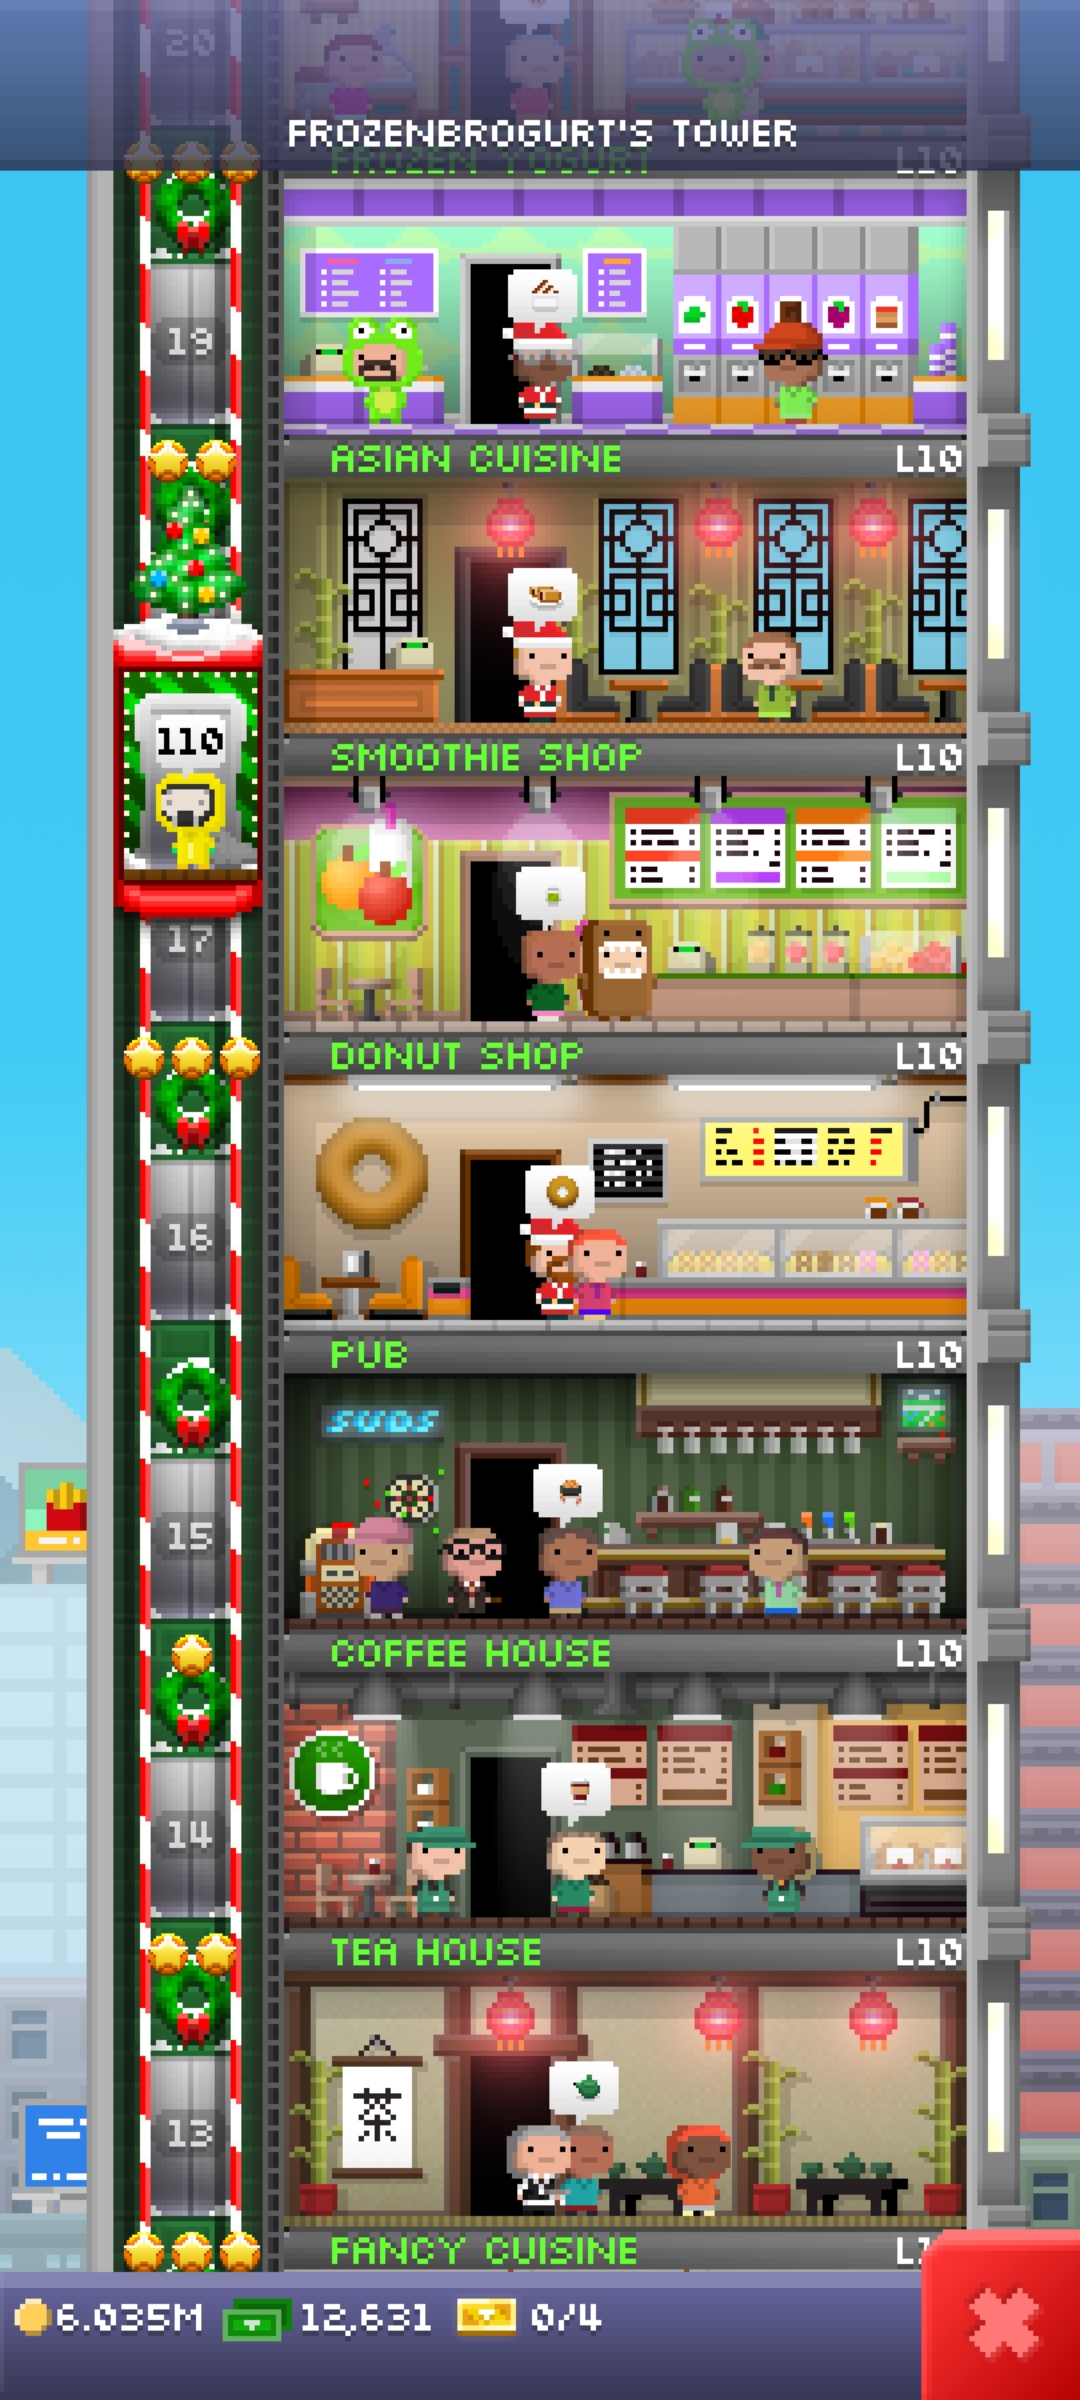 20
FROZENBROGURT'S TOWER
FROZEN YOGURT L10
19
ASIAN CUISINE L10
110
SMOOTHIE SHOP L10
17
DONUT SHOP L10
16
PUB L10
SUDS
15
COFFEE HOUSE L10
14
TEA HOUSE L10
茶
13
FANCY CUISINE
6.035M 12,631 0/4